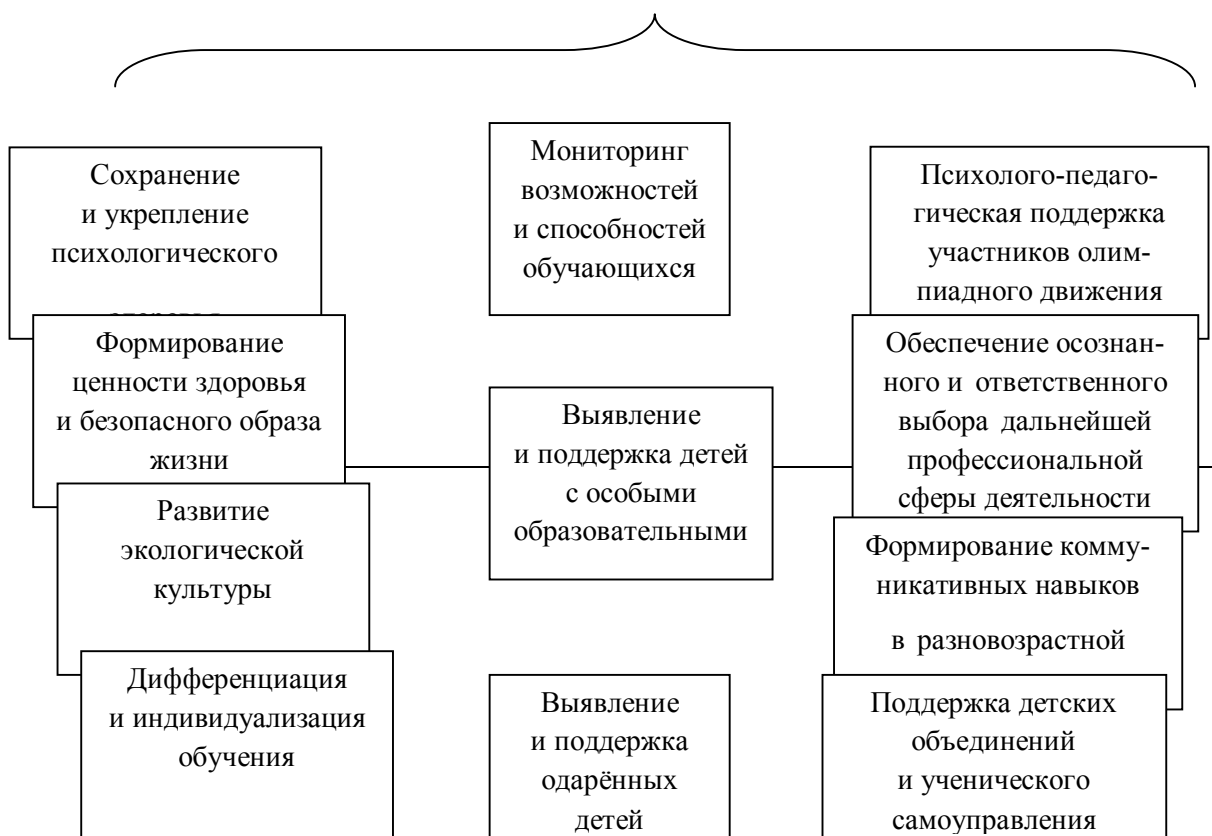 Сохранение
и укрепление
психологического
Формирование
ценности здоровья
и безопасного образа
жизни
Развитие
экологической
культуры
Дифференциация
и индивидуализация
обучения
Мониторинг
возможностей
и способностей
обучающихся
Выявление
и поддержка детей
с особыми
образовательными
Выявление
и поддержка
одарённых
детей
Психолого-педаго-
гическая поддержка
участников олим-
пиадного движения
Обеспечение осознан-
ного и ответственного
выбора дальнейшей
профессиональной
сферы деятельности
Формирование комму-
никативных навыков
в разновозрастной
Поддержка детских
объединений
и ученического
самоуправления